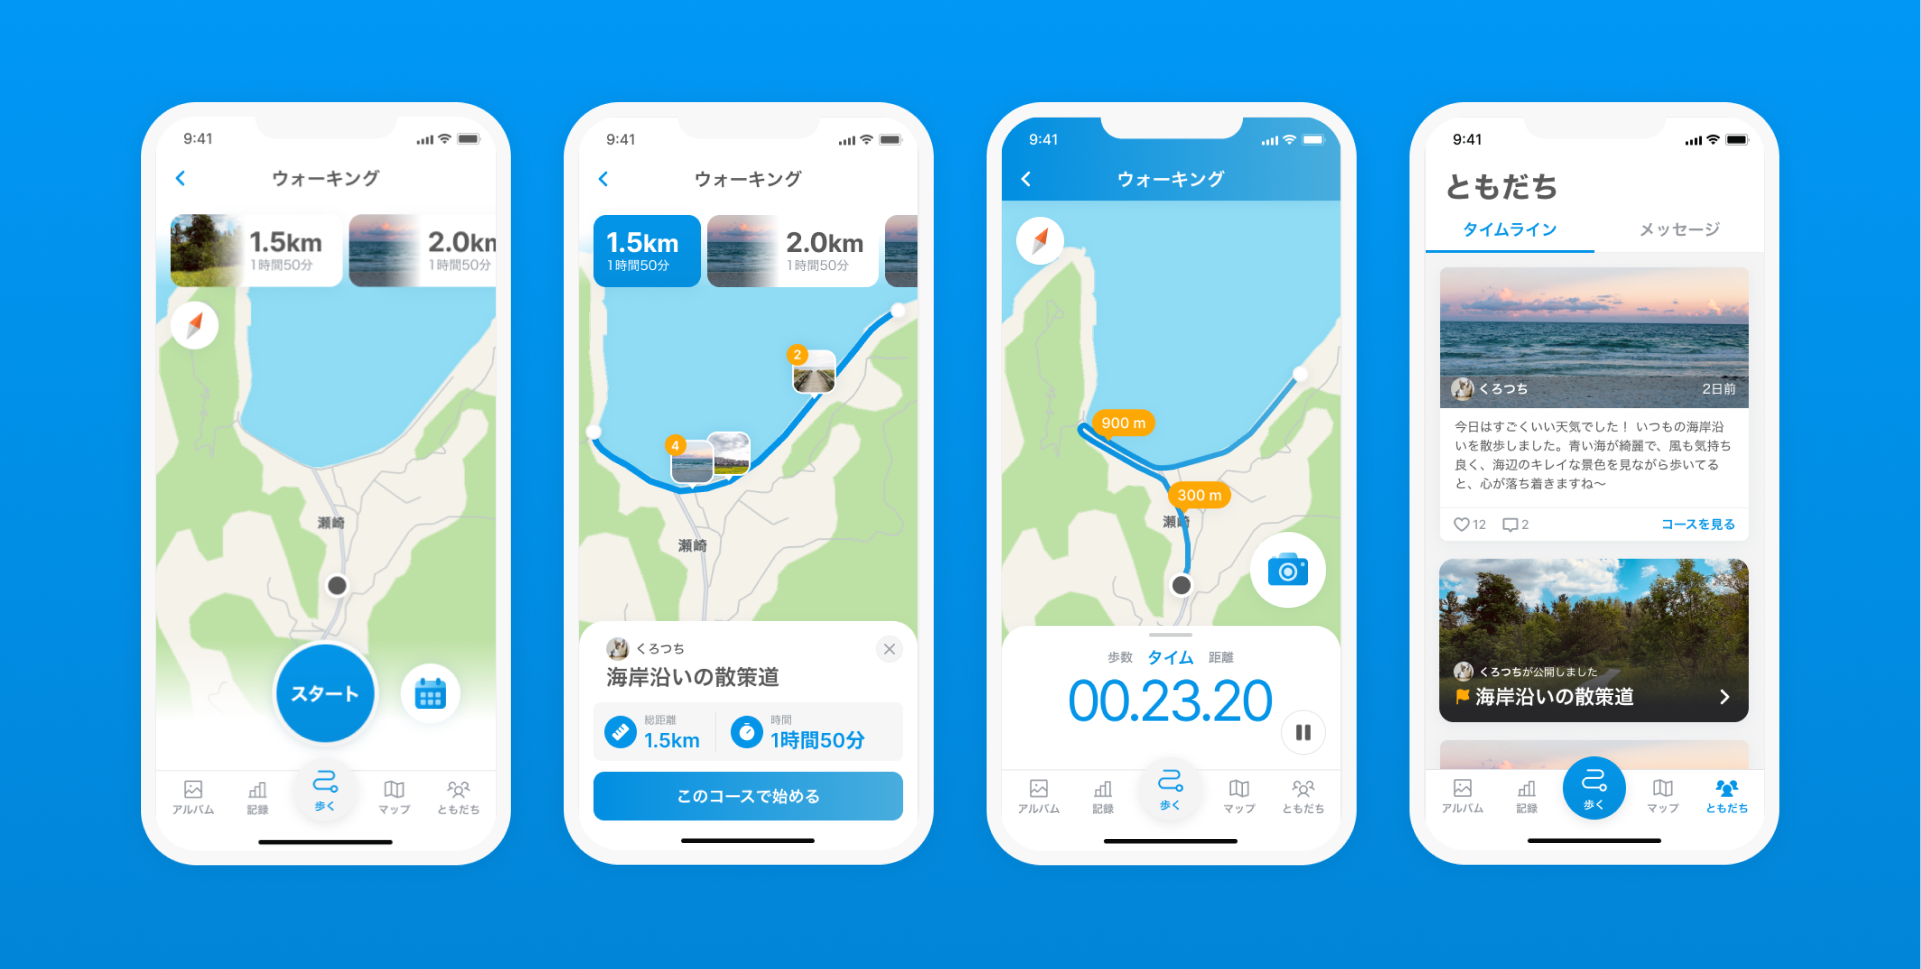 9:41
ウォーキング
1.5km
1時間50分
2.0km
1時間50分
瀬崎
スタート
アルバム
記録
歩く
マップ
ともだち
9:41
ウォーキング
1.5km
1時間50分
2.0km
1時間50分
2
4
瀬崎
くろつち
海岸沿いの散策道
総距離
1.5km
時間
1時間50分
このコースで始める
9:41
ウォーキング
900 m
300 m
瀬崎
歩数 タイム 距離
00.23.20
アルバム
記録
歩く
マップ
ともだち
9:41
ともだち
タイムライン
メッセージ
くろつち
2日前
今日はすごくいい天気でした！ いつもの海岸沿
いを散歩しました。青い海が綺麗で、風も気持ち
良く、海辺のキレイな景色を見ながら歩いてる
と、心が落ち着きますね〜
12
2
コースを見る
くろつちが公開しました
海岸沿いの散策道
アルバム
記録
歩く
マップ
ともだち